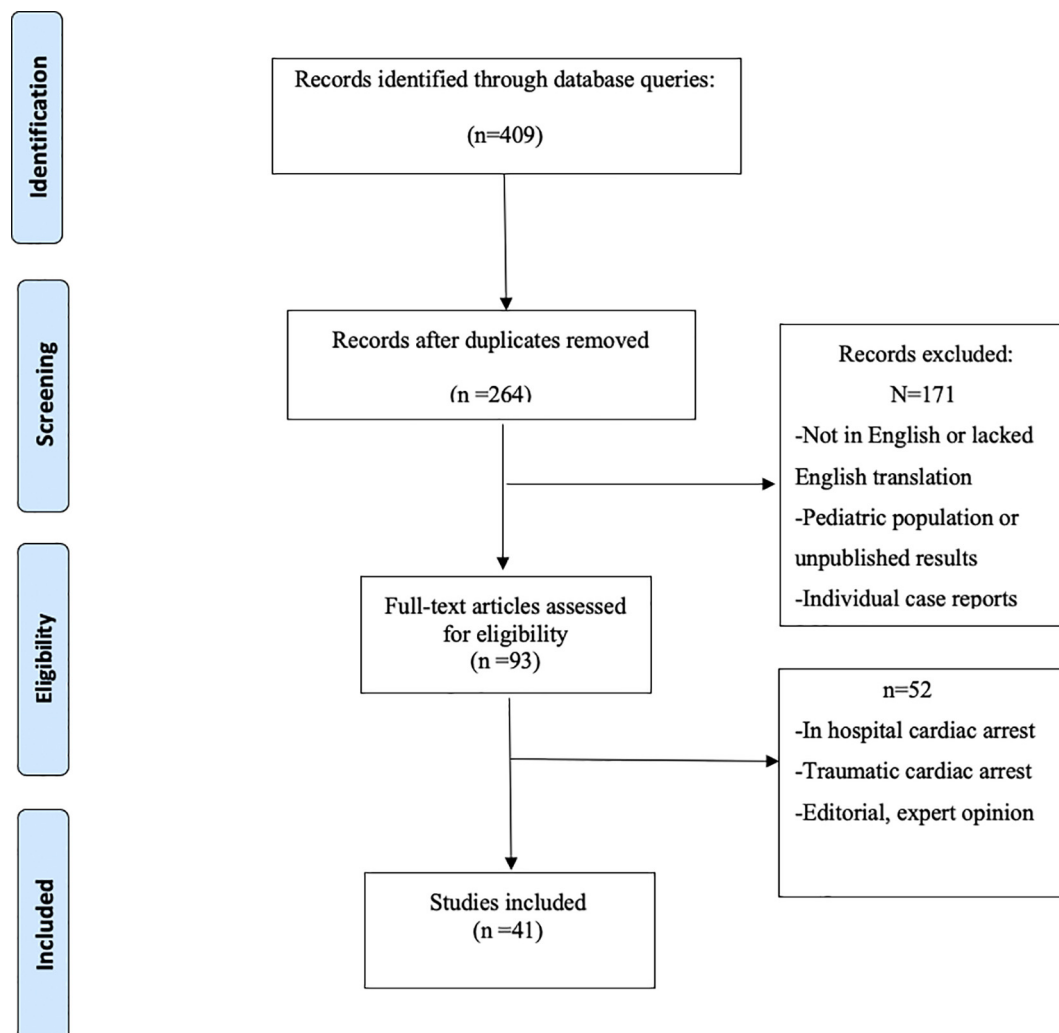 Identification
Records identified through database queries:
(n=409)
Screening
Records after duplicates removed
(n =264)
Records excluded:
N=171
-Not in English or lacked
English translation
-Pediatric population or
unpublished results
-Individual case reports
Eligibility
Full-text articles assessed
for eligibility
(n =93)
n=52
-In hospital cardiac arrest
-Traumatic cardiac arrest
-Editorial, expert opinion
Included
Studies included
(n =41)